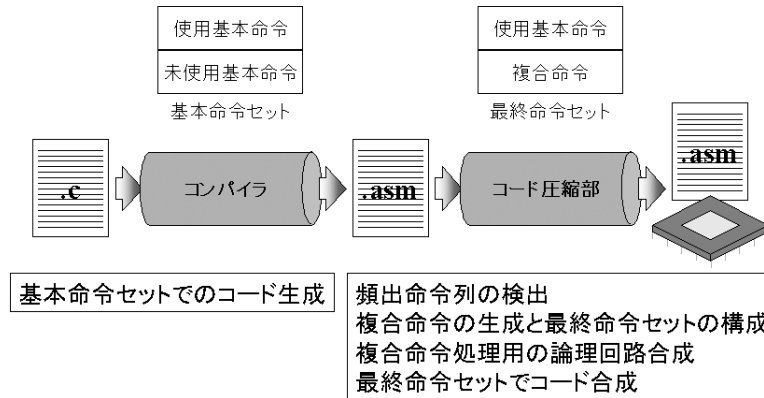 使用基本命令
未使用基本命令
基本命令セット
使用基本命令
複合命令
最終命令セット
.c
コンパイラ
.asm
コード圧縮部
.asm
基本命令セットでのコード生成
頻出命令列の検出
複合命令の生成と最終命令セットの構成
複合命令処理用の論理回路合成
最終命令セットでコード合成